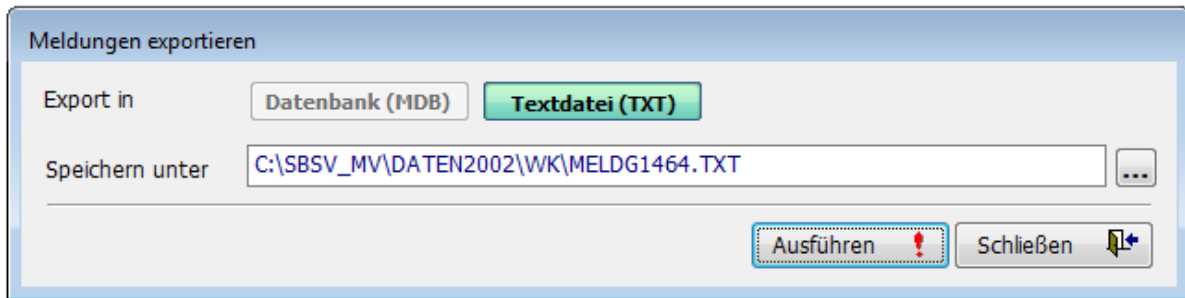 Meldungen exportieren
Export in Datenbank (MDB) Textdatei (TXT)
Speichern unter C:\SBSV_MV\DATEN2002\WK\MELDG1464.TXT ...
Ausführen Schließen